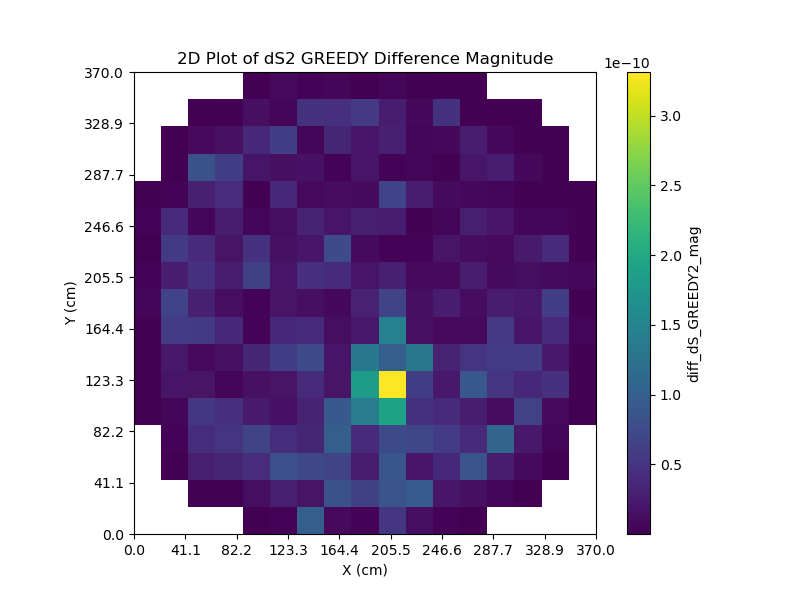 2D Plot of dS2 GREEDY Difference Magnitude
1e−10
370.0
328.9
287.7
246.6
205.5
164.4
123.3
82.2
41.1
0.0
Y (cm)
0.0 41.1 82.2 123.3 164.4 205.5 246.6 287.7 328.9 370.0
X (cm)
3.0
2.5
2.0
1.5
1.0
0.5
diff_dS_GREEDY2_mag